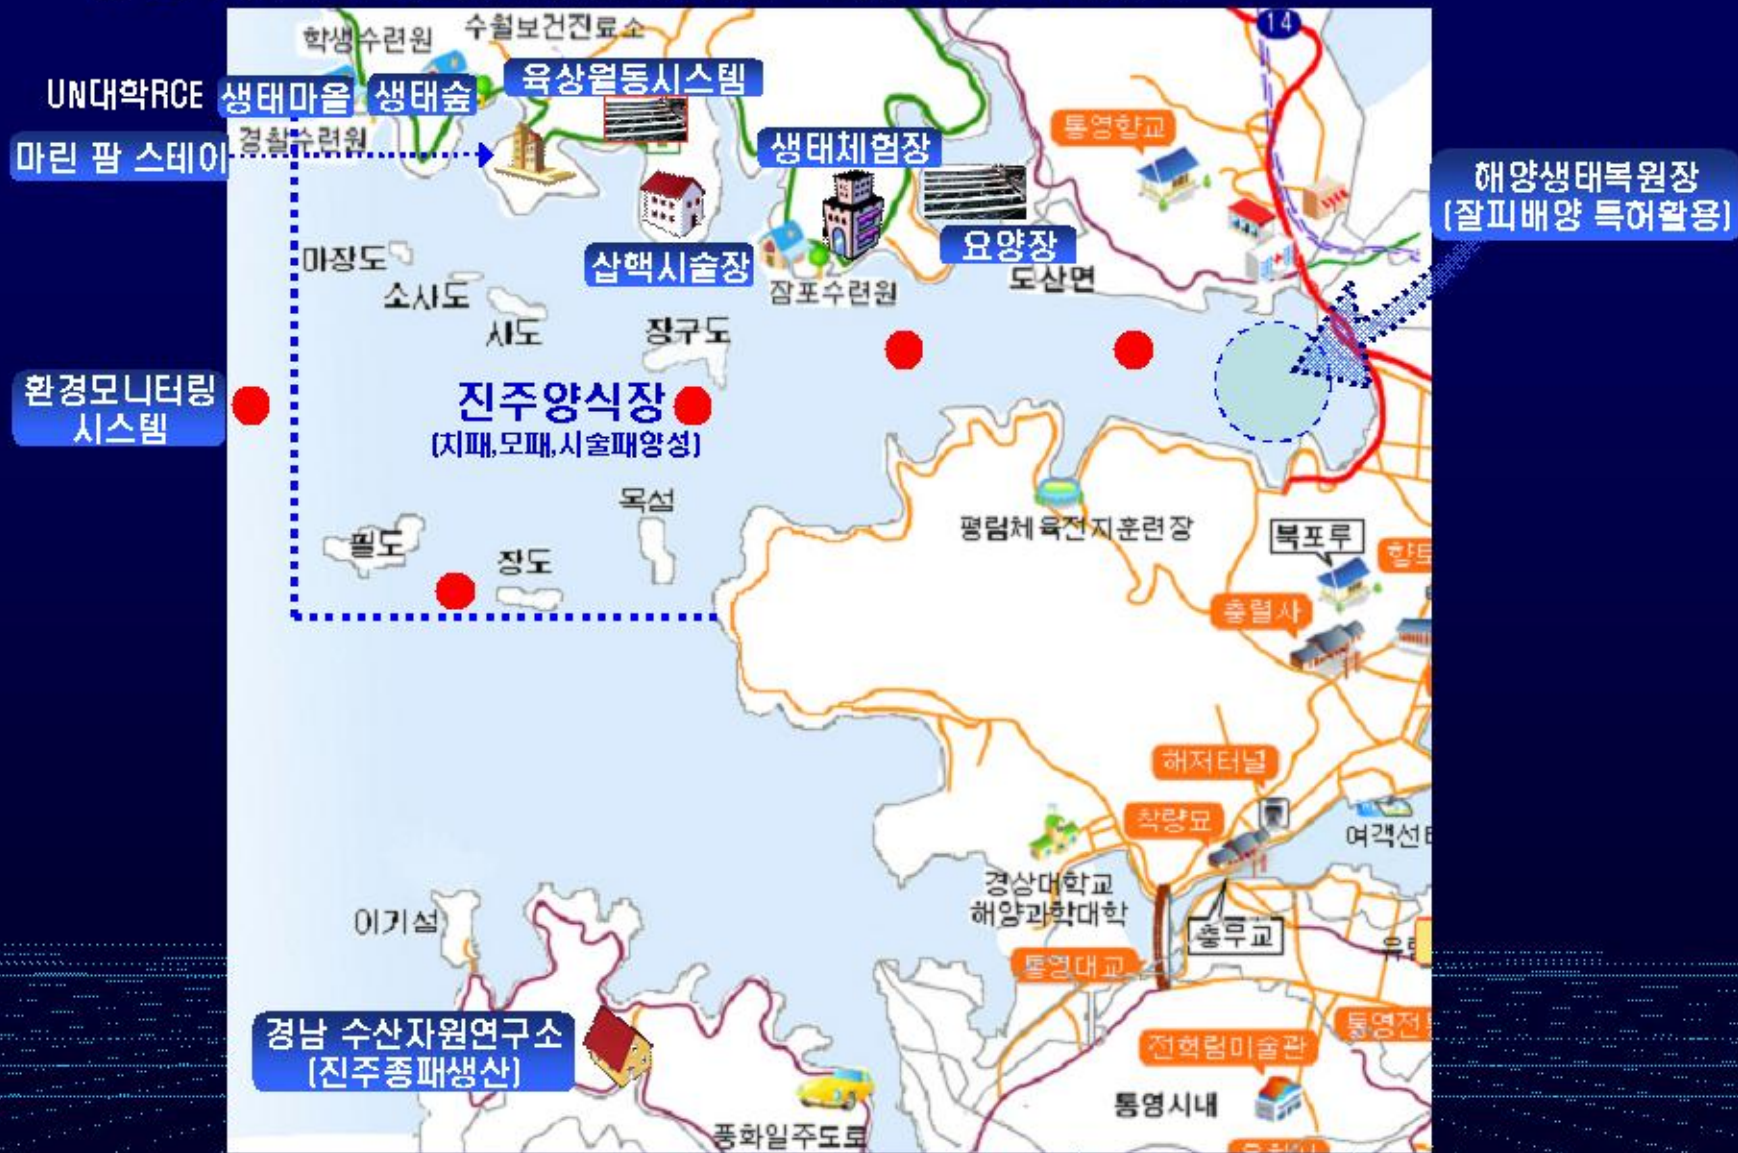 14
학생수련원
수월보건진료소
UN대학RCE
생태마을
생태숲
육상월동시스템
마린 팜 스테이
경찰수련원
통영향교
생태체험장
해양생태복원장
(잘피배양 특허활용)
삽핵시술장
요양장
마장도
소사도
잠포수련원
도산면
사도
장구도
환경모니터링
시스템
진주양식장
(치패,모패,시술패양성)
목섬
평림체육전지훈련장
북포루
향토
필도
장도
충렬사
해저터널
착량묘
여객선
경상대학교
해양과학대학
이기섬
충무교
통영대교
경남 수산자원연구소
(진주종패생산)
통영전
전혁림미술관
통영시내
풍화일주도로